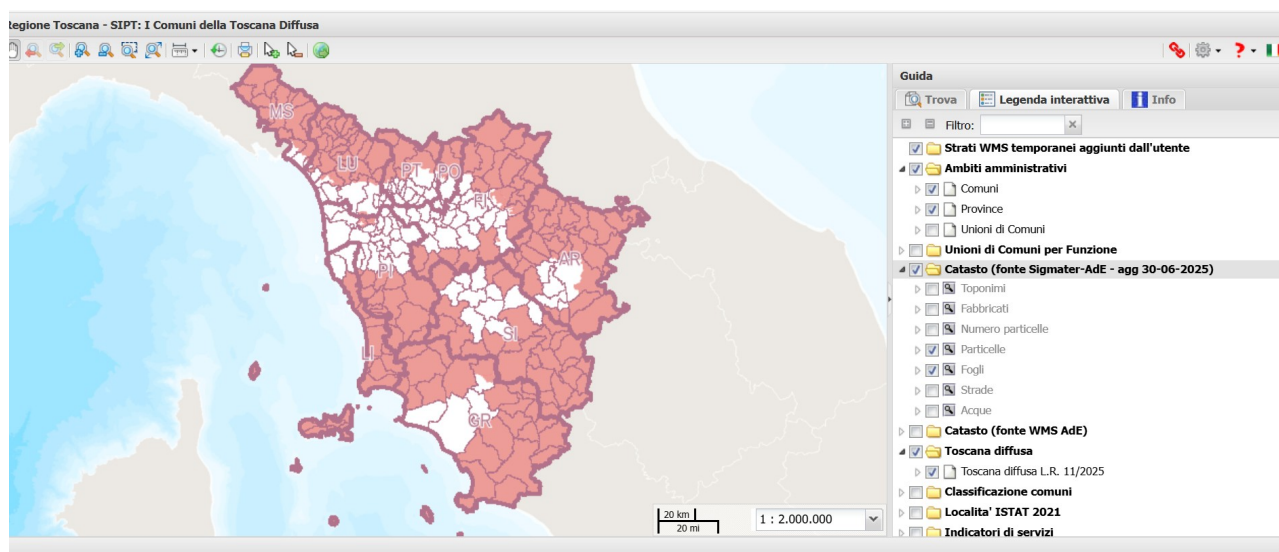 Regione Toscana - SIPT: I Comuni della Toscana Diffusa
Guida
Trova
Legenda interattiva
Info
Filtro:
Strati WMS temporanei aggiunti dall'utente
Ambiti amministrativi
Comuni
Province
Unioni di Comuni
Unioni di Comuni per Funzione
Catasto (fonte Sigmater-AdE - agg 30-06-2025)
Toponimi
Fabbricati
Numero particelle
Particelle
Fogli
Strade
Acque
Catasto (fonte WMS AdE)
Toscana diffusa
Toscana diffusa L.R. 11/2025
Classificazione comuni
Localita' ISTAT 2021
Indicatori di servizi
MS
LU
PT
PO
FI
AR
PI
SI
LI
GR
20 km
20 mi
1 : 2.000.000